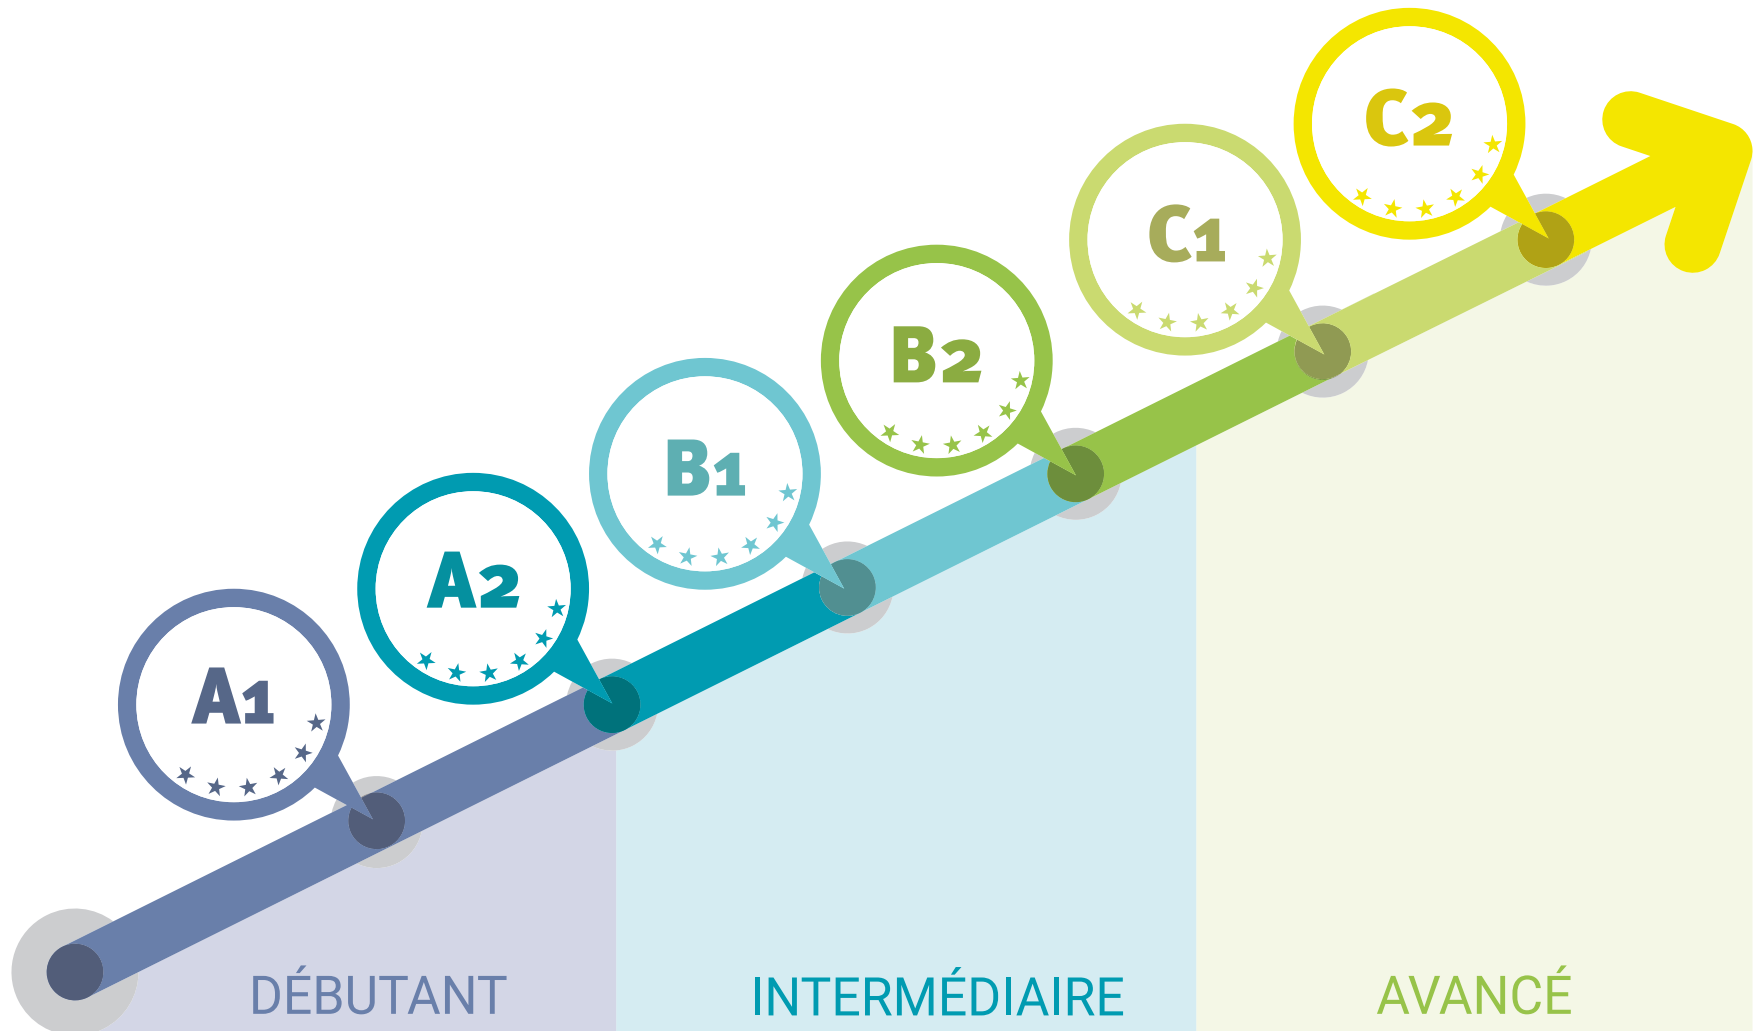 A1
A2
B1
B2
C1
C2
DÉBUTANT
INTERMÉDIAIRE
AVANCÉ